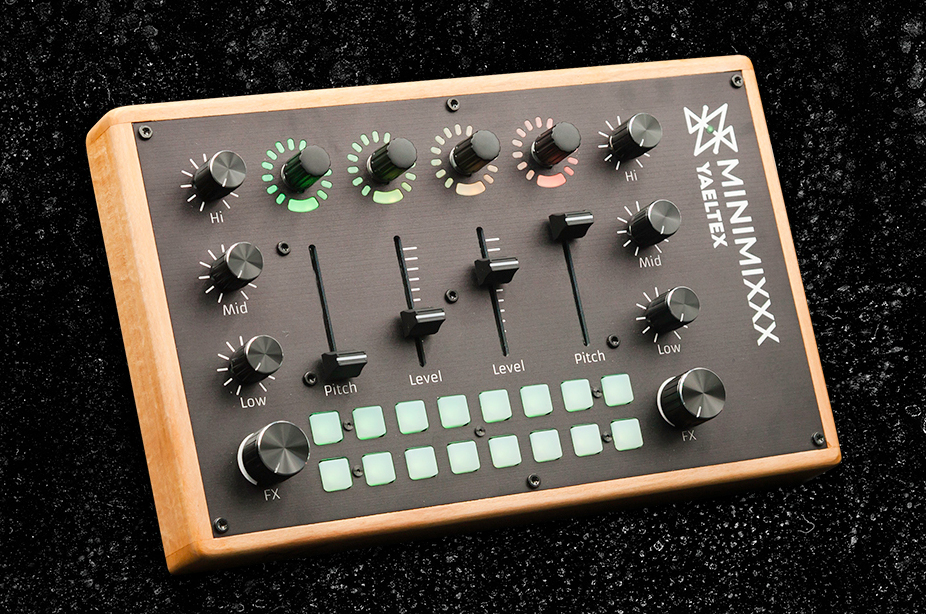 Hi
Hi
MINIMIXXX
YAELTEX
Mid
Mid
Low
Pitch
Level
Level
Pitch
Low
FX
FX